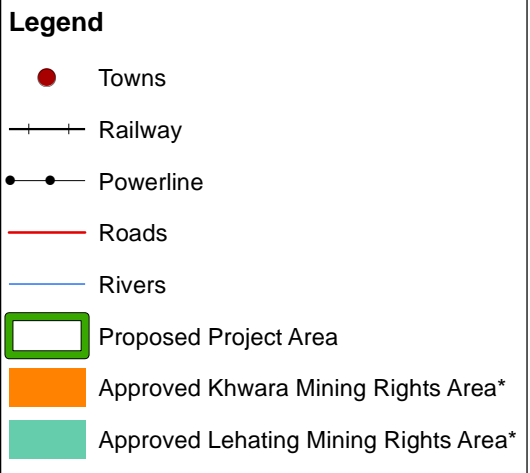 Legend
Towns
Railway
Powerline
Roads
Rivers
Proposed Project Area
Approved Khwara Mining Rights Area*
Approved Lehating Mining Rights Area*